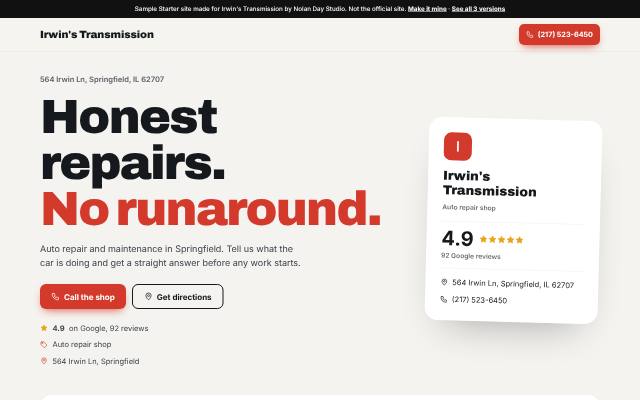 Sample Starter site made for Irwin's Transmission by Nolan Day Studio. Not the official site. Make it mine · See all 3 versions
Irwin's Transmission
(217) 523-6450
564 Irwin Ln, Springfield, IL 62707
Honest
repairs.
No runaround.
Auto repair and maintenance in Springfield. Tell us what the
car is doing and get a straight answer before any work starts.
Call the shop
Get directions
4.9 on Google, 92 reviews
Auto repair shop
564 Irwin Ln, Springfield
I
Irwin's
Transmission
Auto repair shop
4.9
92 Google reviews
564 Irwin Ln, Springfield, IL 62707
(217) 523-6450